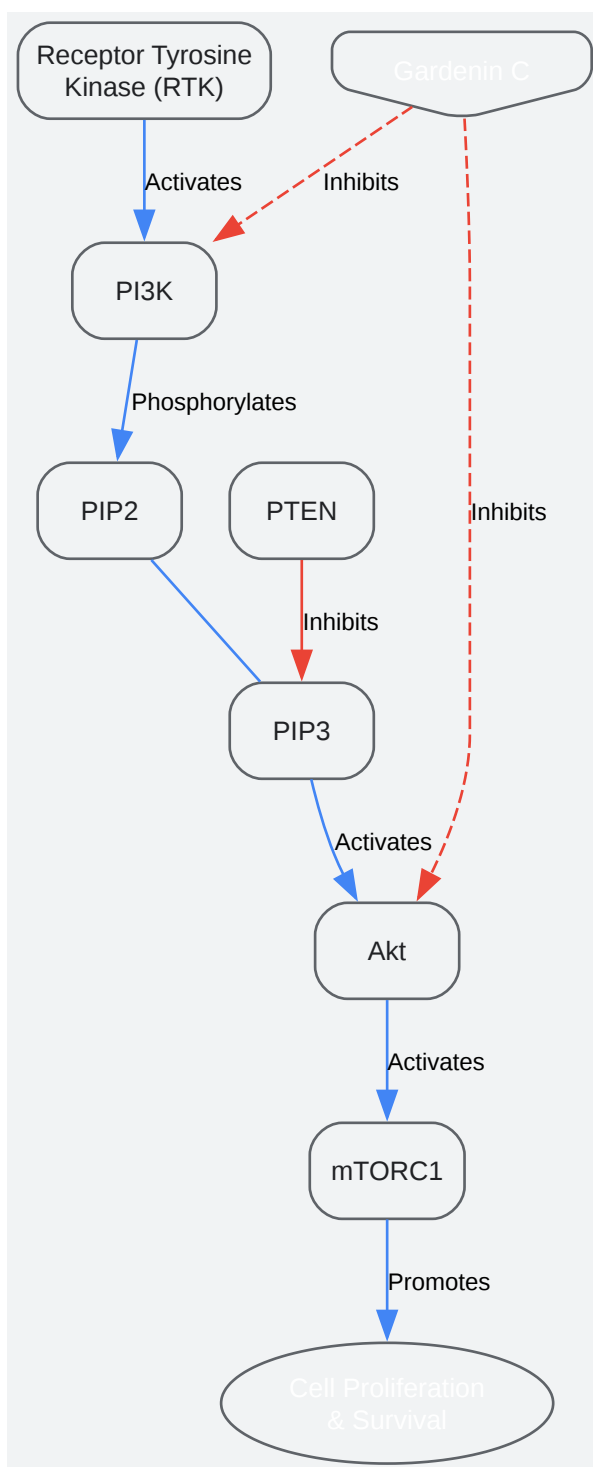 Receptor Tyrosine
Kinase (RTK)
Gardenin C
Activates
Inhibits
PI3K
Phosphorylates
PIP2
PTEN
Inhibits
Inhibits
PIP3
Activates
Akt
Activates
mTORC1
Promotes
Cell Proliferation
& Survival